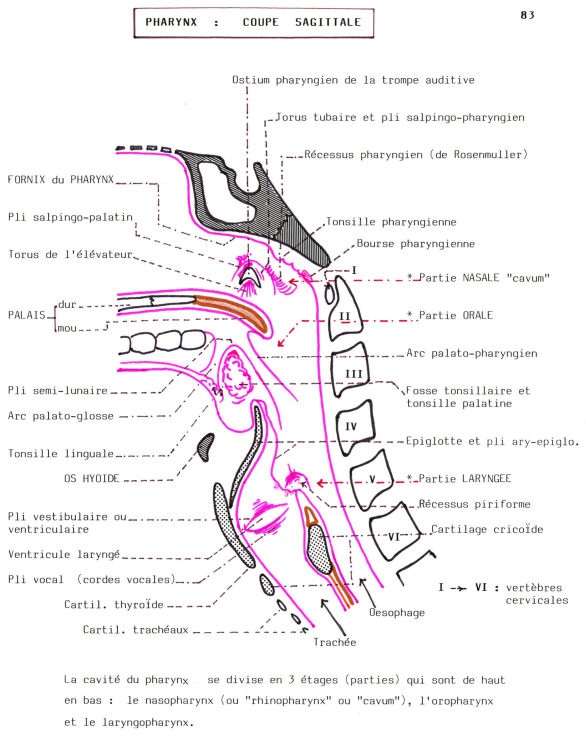 83
PHARYNX : COUPE SAGITTALE
Ostium pharyngien de la trompe auditive
Torus tubaire et pli salpingo-pharyngien
Récessus pharyngien (de Rosenmuller)
FORNIX du PHARYNX
Tonsille pharyngienne
Pli salpingo-palatin
Bourse pharyngienne
Torus de l'élévateur
I
* Partie NASALE "cavum"
dur
PALAIS
mou
II
* Partie ORALE
Arc palato-pharyngien
III
Pli semi-lunaire
Fosse tonsillaire et
tonsille palatine
Arc palato-glosse
IV
Epiglotte et pli ary-epiglo.
Tonsille linguale
OS HYOIDE
V
* Partie LARYNGEE
Récessus piriforme
Pli vestibulaire ou
ventriculaire
Cartilage cricoïde
VI
Ventricule laryngé
Pli vocal (cordes vocales)
I → VI : vertèbres
cervicales
Cartil. thyroïde
Oesophage
Cartil. trachéaux
Trachée
La cavité du pharynx se divise en 3 étages (parties) qui sont de haut
en bas : le nasopharynx (ou "rhinopharynx" ou "cavum"), l'oropharynx
et le laryngopharynx.